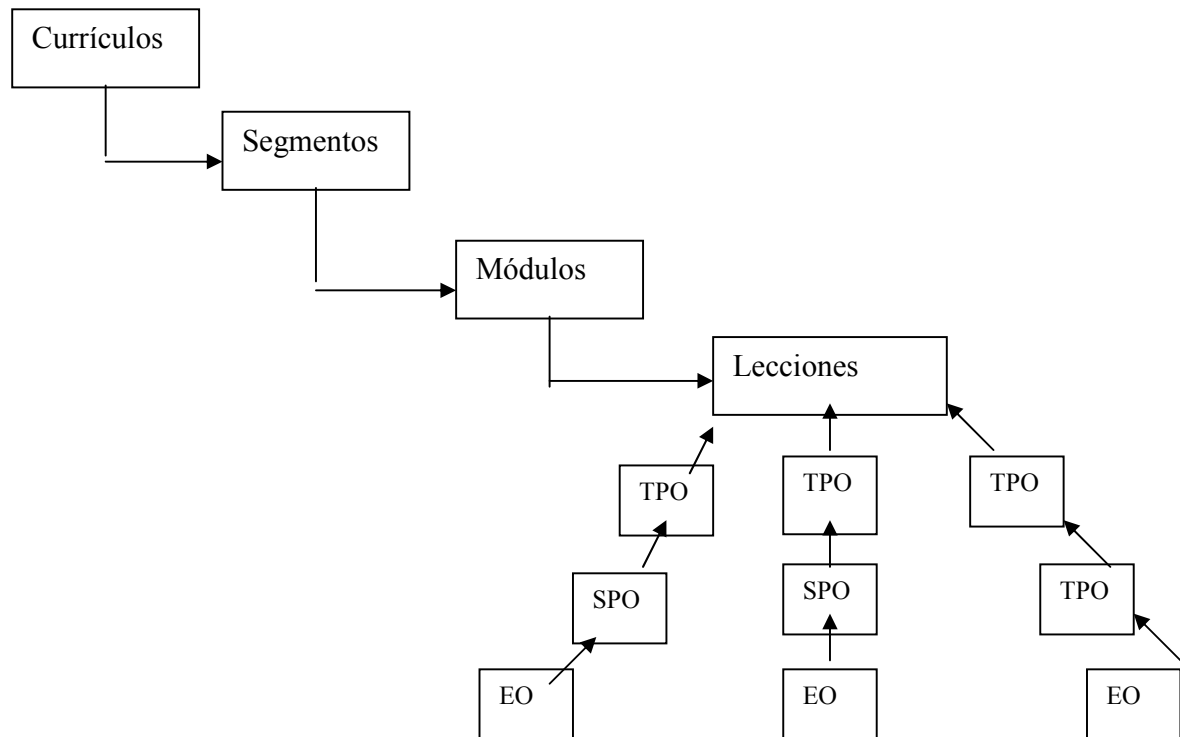 Currículos
Segmentos
Módulos
Lecciones
TPO TPO TPO
SPO SPO TPO
EO EO EO